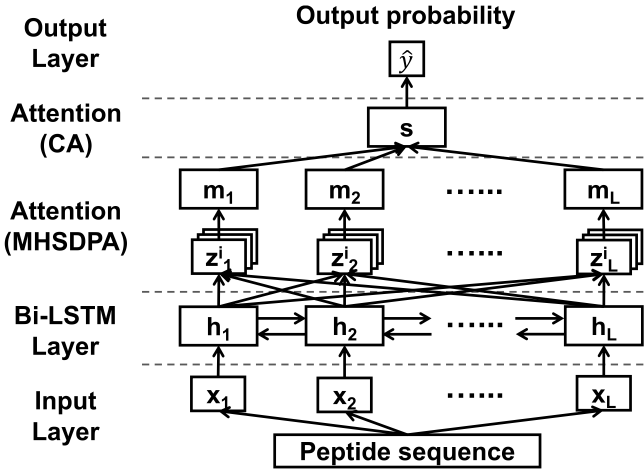 Output probability
Output
Layer
ŷ
Attention
(CA)
s
Attention
(MHSDPA)
m1 m2 ...... mL
zi1 zi2 ...... ziL
Bi-LSTM
Layer
h1 h2 ...... hL
Input
Layer
x1 x2 ...... xL
Peptide sequence